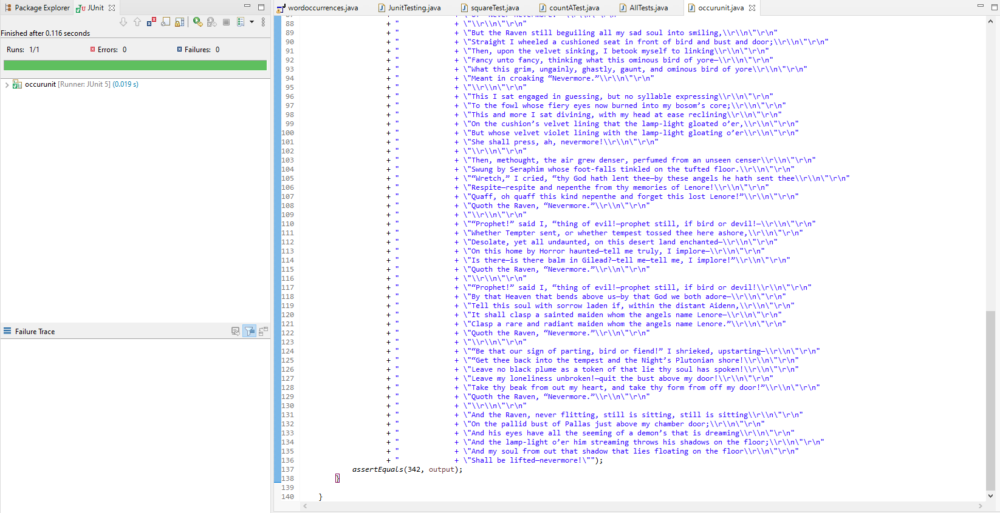 Package Explorer JUnit
Finished after 0.116 seconds
Runs: 1/1 Errors: 0 Failures: 0
occurunit [Runner: JUnit 5] (0.019 s)
Failure Trace
wordoccurrences.java JunitTesting.java squareTest.java countATest.java AllTests.java occurunit.java
88 + " + \"\\r\\n\"\r\n"
89 + " + \"But the Raven still beguiling all my sad soul into smiling,\\r\\n\"\r\n"
90 + " + \"Straight I wheeled a cushioned seat in front of bird and bust and door;\\r\\n\"\r\n"
91 + " + \"Then, upon the velvet sinking, I betook myself to linking\\r\\n\"\r\n"
92 + " + \"Fancy unto fancy, thinking what this ominous bird of yore—\\r\\n\"\r\n"
93 + " + \"What this grim, ungainly, ghastly, gaunt, and ominous bird of yore\\r\\n\"\r\n"
94 + " + \"Meant in croaking “Nevermore.”\\r\\n\"\r\n"
95 + " + \"\\r\\n\"\r\n"
96 + " + \"This I sat engaged in guessing, but no syllable expressing\\r\\n\"\r\n"
97 + " + \"To the fowl whose fiery eyes now burned into my bosom’s core;\\r\\n\"\r\n"
98 + " + \"This and more I sat divining, with my head at ease reclining\\r\\n\"\r\n"
99 + " + \"On the cushion’s velvet lining that the lamp-light gloated o’er,\\r\\n\"\r\n"
100 + " + \"But whose velvet violet lining with the lamp-light gloating o’er\\r\\n\"\r\n"
101 + " + \"She shall press, ah, nevermore!\\r\\n\"\r\n"
102 + " + \"\\r\\n\"\r\n"
103 + " + \"Then, methought, the air grew denser, perfumed from an unseen censer\\r\\n\"\r\n"
104 + " + \"Swung by Seraphim whose foot-falls tinkled on the tufted floor.\\r\\n\"\r\n"
105 + " + \"“Wretch,” I cried, “thy God hath lent thee—by these angels he hath sent thee\\r\\n\"\r\n"
106 + " + \"Respite—respite and nepenthe from thy memories of Lenore!\\r\\n\"\r\n"
107 + " + \"Quaff, oh quaff this kind nepenthe and forget this lost Lenore!”\\r\\n\"\r\n"
108 + " + \"Quoth the Raven, “Nevermore.”\\r\\n\"\r\n"
109 + " + \"\\r\\n\"\r\n"
110 + " + \"“Prophet!” said I, “thing of evil!—prophet still, if bird or devil!—\\r\\n\"\r\n"
111 + " + \"Whether Tempter sent, or whether tempest tossed thee here ashore,\\r\\n\"\r\n"
112 + " + \"Desolate, yet all undaunted, on this desert land enchanted—\\r\\n\"\r\n"
113 + " + \"On this home by Horror haunted—tell me truly, I implore—\\r\\n\"\r\n"
114 + " + \"Is there—is there balm in Gilead?—tell me—tell me, I implore!”\\r\\n\"\r\n"
115 + " + \"Quoth the Raven, “Nevermore.”\\r\\n\"\r\n"
116 + " + \"\\r\\n\"\r\n"
117 + " + \"“Prophet!” said I, “thing of evil!—prophet still, if bird or devil!\\r\\n\"\r\n"
118 + " + \"By that Heaven that bends above us—by that God we both adore—\\r\\n\"\r\n"
119 + " + \"Tell this soul with sorrow laden if, within the distant Aidenn,\\r\\n\"\r\n"
120 + " + \"It shall clasp a sainted maiden whom the angels name Lenore—\\r\\n\"\r\n"
121 + " + \"Clasp a rare and radiant maiden whom the angels name Lenore.”\\r\\n\"\r\n"
122 + " + \"Quoth the Raven, “Nevermore.”\\r\\n\"\r\n"
123 + " + \"\\r\\n\"\r\n"
124 + " + \"“Be that our sign of parting, bird or fiend!” I shrieked, upstarting—\\r\\n\"\r\n"
125 + " + \"“Get thee back into the tempest and the Night’s Plutonian shore!\\r\\n\"\r\n"
126 + " + \"Leave no black plume as a token of that lie thy soul has spoken!\\r\\n\"\r\n"
127 + " + \"Leave my loneliness unbroken!—quit the bust above my door!\\r\\n\"\r\n"
128 + " + \"Take thy beak from out my heart, and take thy form from off my door!”\\r\\n\"\r\n"
129 + " + \"Quoth the Raven, “Nevermore.”\\r\\n\"\r\n"
130 + " + \"\\r\\n\"\r\n"
131 + " + \"And the Raven, never flitting, still is sitting, still is sitting\\r\\n\"\r\n"
132 + " + \"On the pallid bust of Pallas just above my chamber door;\\r\\n\"\r\n"
133 + " + \"And his eyes have all the seeming of a demon’s that is dreaming\\r\\n\"\r\n"
134 + " + \"And the lamp-light o’er him streaming throws his shadows on the floor;\\r\\n\"\r\n"
135 + " + \"And my soul from out that shadow that lies floating on the floor\\r\\n\"\r\n"
136 + " + \"Shall be lifted—nevermore!\"");
137 assertEquals(342, output);
138 }
139
140 }